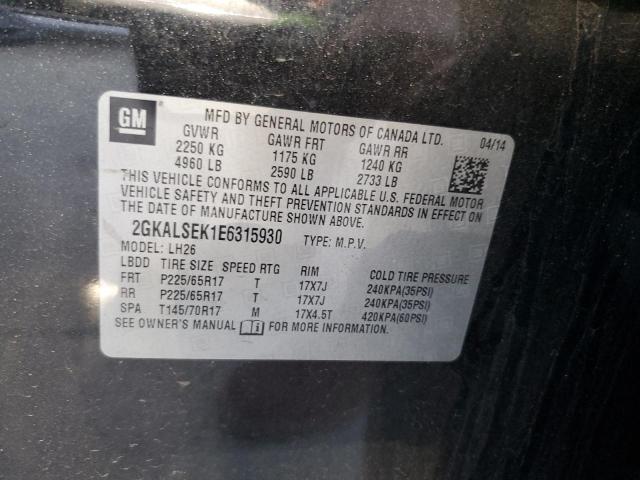 GM
MFD BY GENERAL MOTORS OF CANADA LTD. 04/14
GVWR GAWR FRT GAWR RR
2250 KG 1175 KG 1240 KG
4960 LB 2590 LB 2733 LB
THIS VEHICLE CONFORMS TO ALL APPLICABLE U.S. FEDERAL MOTOR
VEHICLE SAFETY AND THEFT PREVENTION STANDARDS IN EFFECT ON
THE DATE OF MANUFACTURE SHOWN ABOVE.
2GKALSEK1E6315930 TYPE: M.P.V.
MODEL: LH26
LBDD TIRE SIZE SPEED RTG RIM COLD TIRE PRESSURE
FRT P225/65R17 T 17X7J 240KPA(35PSI)
RR P225/65R17 T 17X7J 240KPA(35PSI)
SPA T145/70R17 M 17X4.5T 420KPA(60PSI)
SEE OWNER'S MANUAL FOR MORE INFORMATION.